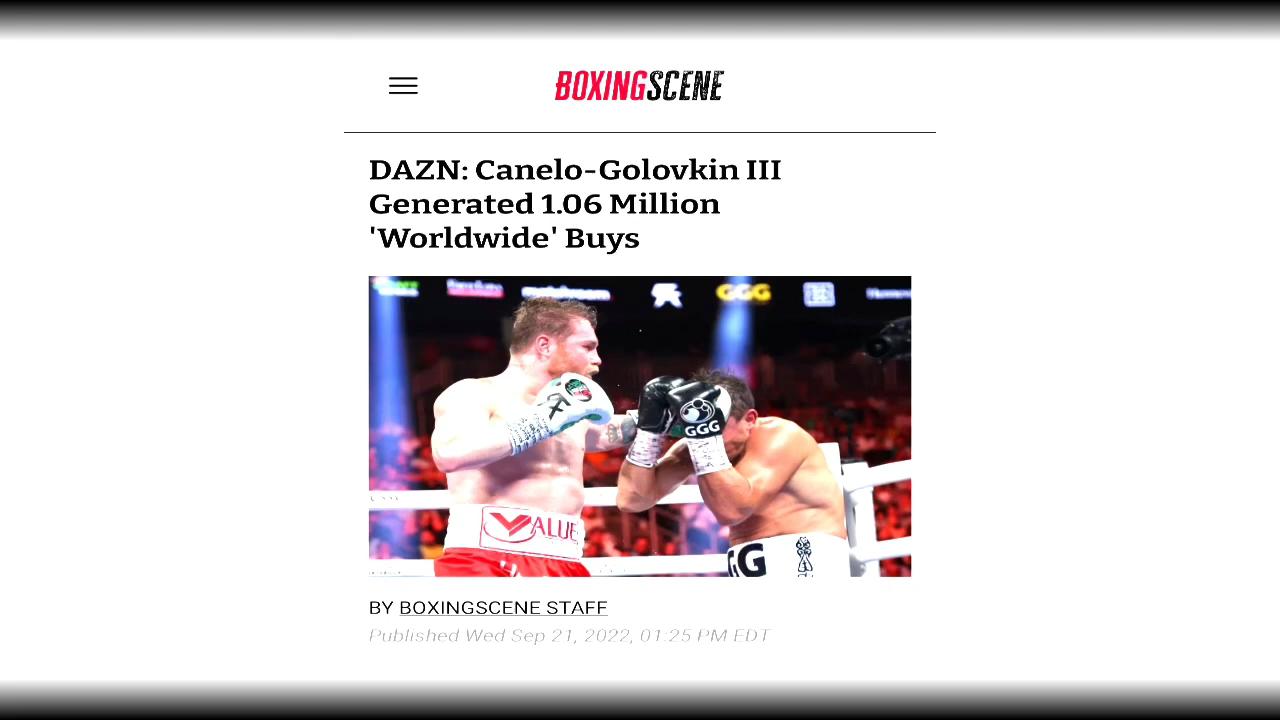 BOXINGSCENE
DAZN: Canelo-Golovkin III
Generated 1.06 Million
'Worldwide' Buys
GGG
GGG
VALUE
GG
BY BOXINGSCENE STAFF
Published Wed Sep 21, 2022, 01:25 PM EDT